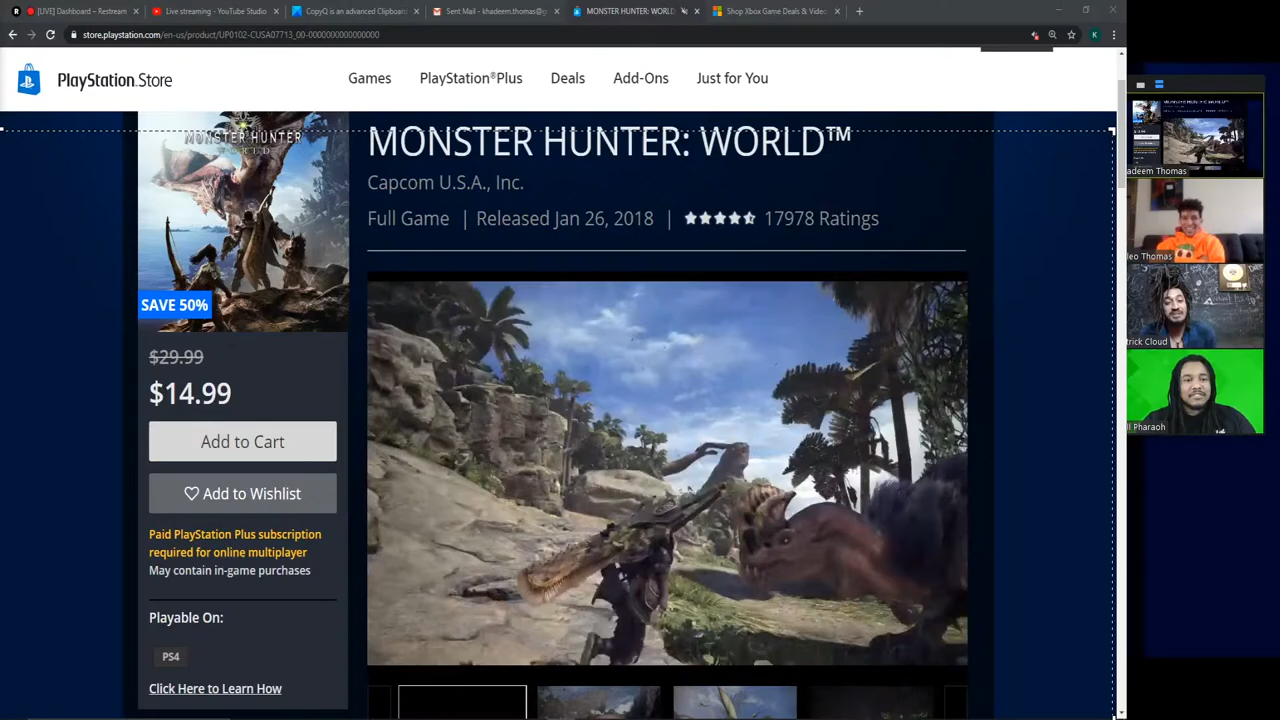 [LIVE] Dashboard – Restream
Live streaming - YouTube Studio
CopyQ is an advanced Clipboard
Sent Mail - khadeem.thomas@g
MONSTER HUNTER: WORLD
Shop Xbox Game Deals & Video
store.playstation.com/en-us/product/UP0102-CUSA07713_00-0000000000000000
K
PlayStation.Store
Games
PlayStation®Plus
Deals
Add-Ons
Just for You
MONSTER HUNTER
WORLD
SAVE 50%
MONSTER HUNTER: WORLD™
Capcom U.S.A., Inc.
Full Game | Released Jan 26, 2018 | 17978 Ratings
$29.99
$14.99
Add to Cart
Add to Wishlist
Paid PlayStation Plus subscription
required for online multiplayer
May contain in-game purchases
Playable On:
PS4
Click Here to Learn How
adeem Thomas
leo Thomas
trick Cloud
ll Pharaoh